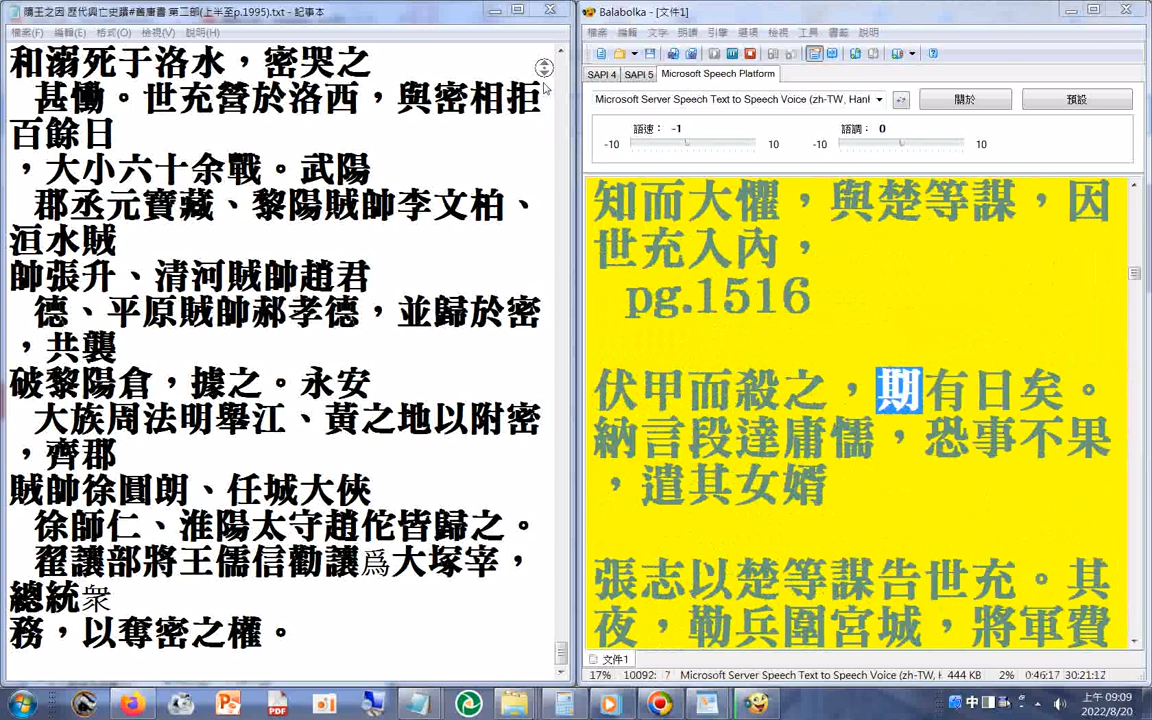 隋王之因 歷代興亡史蹟#舊唐書 第二部(上半至p.1995).txt - 記事本
檔案(F) 編輯(E) 格式(O) 檢視(V) 說明(H)
和溺死于洛水，密哭之
甚慟。世充營於洛西，與密相拒
百餘日
，大小六十余戰。武陽
郡丞元寶藏、黎陽賊帥李文柏、
洹水賊
帥張升、清河賊帥趙君
德、平原賊帥郝孝德，並歸於密
，共襲
破黎陽倉，據之。永安
大族周法明舉江、黃之地以附密
，齊郡
賊帥徐圓朗、任城大俠
徐師仁、淮陽太守趙佗皆歸之。
翟讓部將王儒信勸讓爲大塚宰，
總統衆
務，以奪密之權。
Balabolka - [文件1]
檔案 編輯 文字 朗讀 引擎 選項 檢視 工具 書籤 說明
SAPI 4 SAPI 5 Microsoft Speech Platform
Microsoft Server Speech Text to Speech Voice (zh-TW, Hanl
關於
預設
語速： -1
語調： 0
-10 10 -10 10
知而大懼，與楚等謀，因
世充入內，
pg.1516
伏甲而殺之，期有日矣。
納言段達庸懦，恐事不果
，遣其女婿
張志以楚等謀告世充。其
夜，勒兵圍宮城，將軍費
文件1
17% 10092: 7 Microsoft Server Speech Text to Speech Voice (zh-TW, H 444 KB 2% 0:46:17 30:21:12
中
上午 09:09
2022/8/20